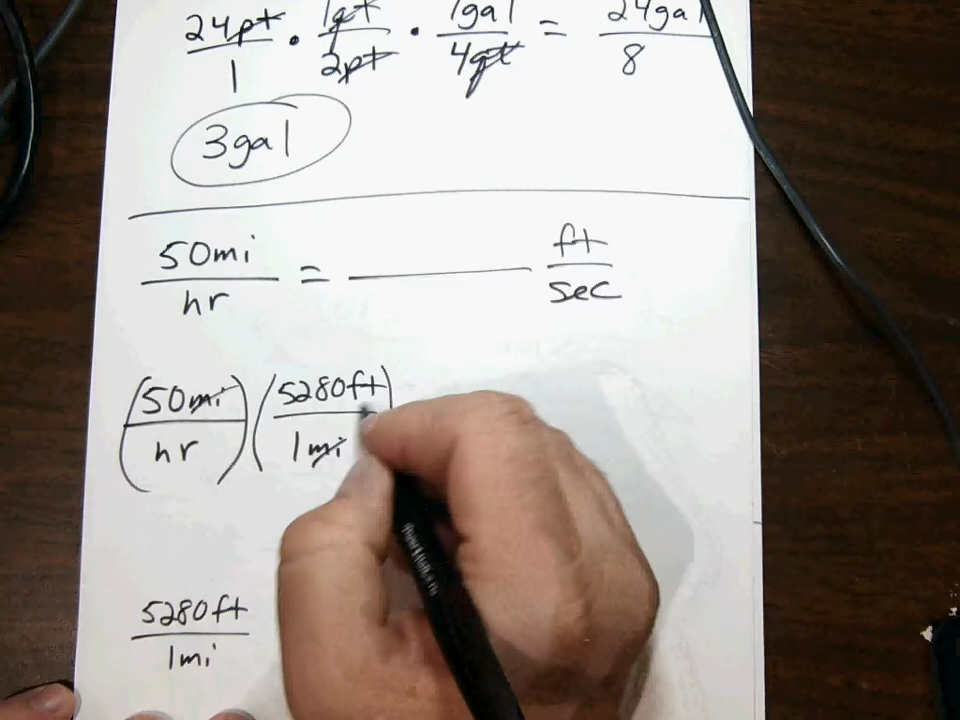 24pt/1 · 1qt/2pt · 1gal/4qt = 24gal/8
3gal
50mi/hr = ______ ft/sec
(50mi/hr)(5280ft/1mi
5280ft/1mi